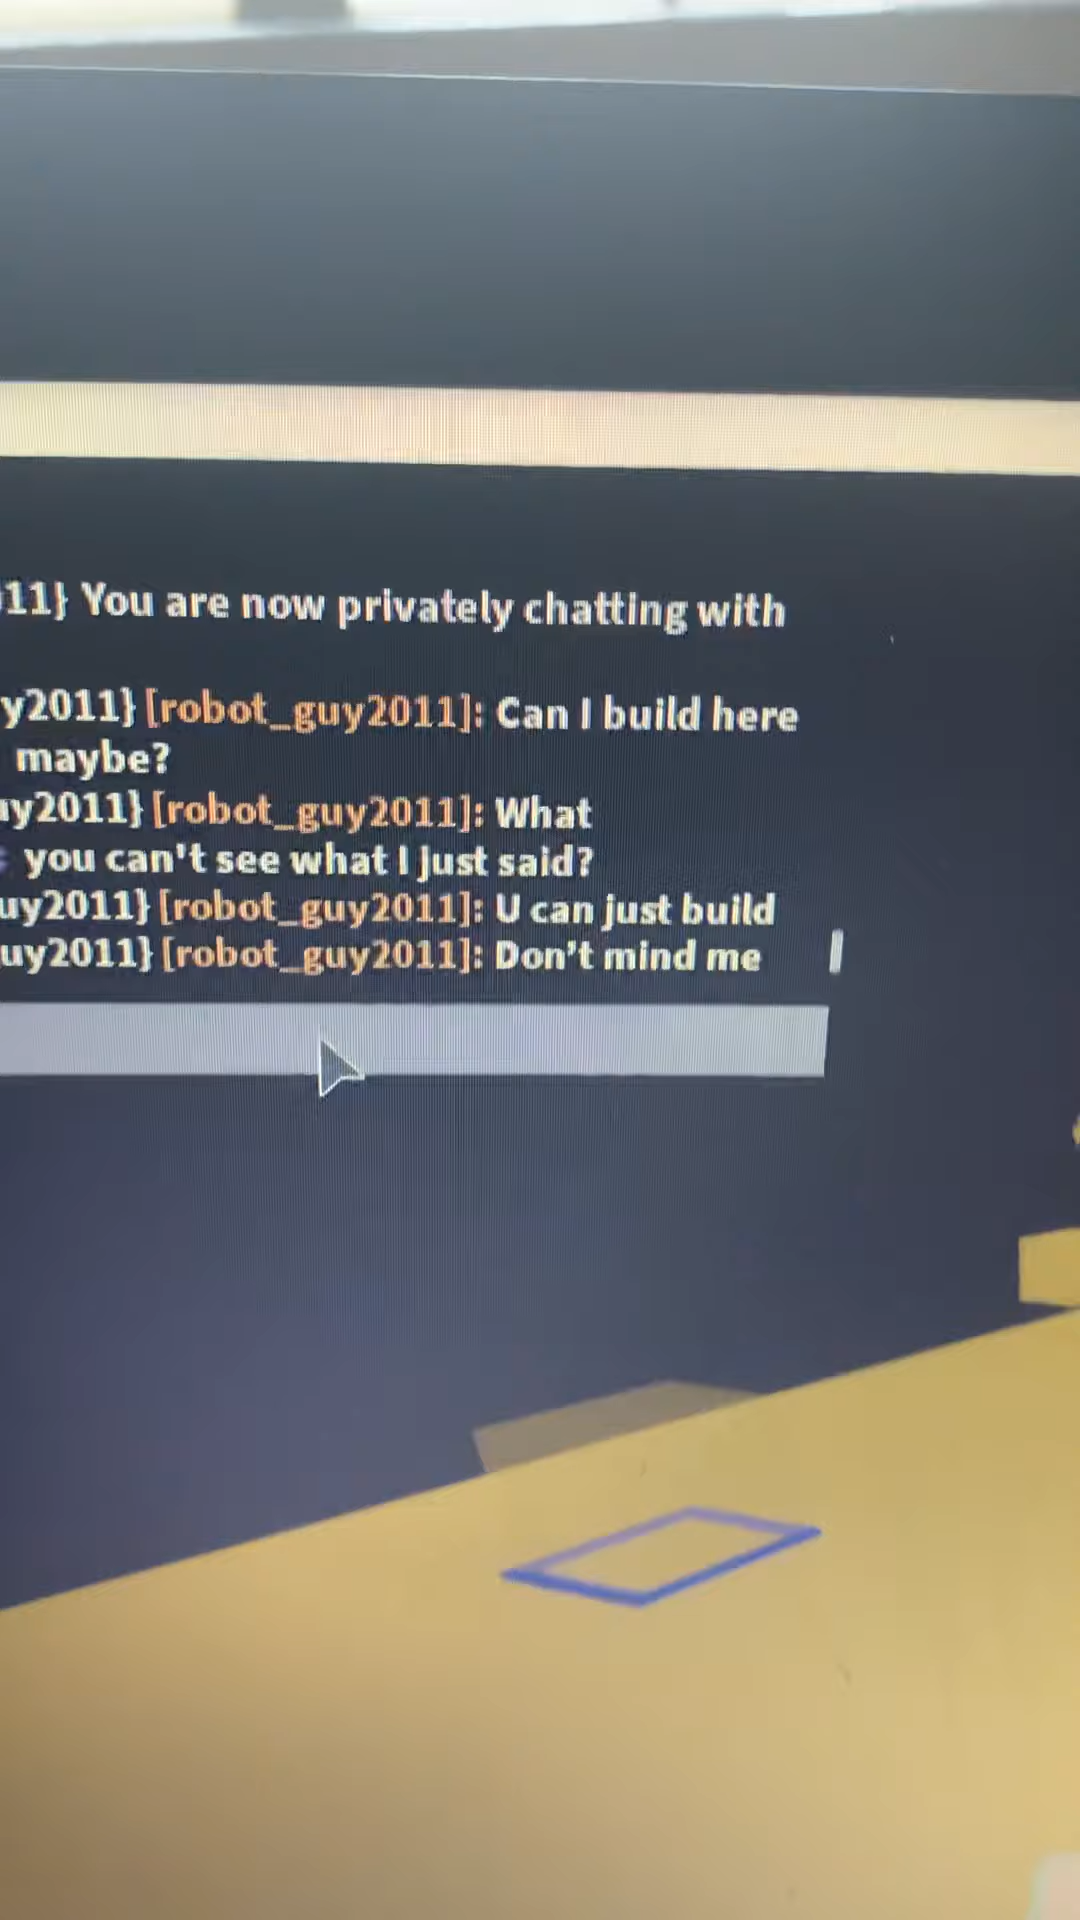 11} You are now privately chatting with
y2011} [robot_guy2011]: Can I build here
maybe?
uy2011} [robot_guy2011]: What
you can't see what I just said?
uy2011} [robot_guy2011]: U can just build
uy2011} [robot_guy2011]: Don't mind me